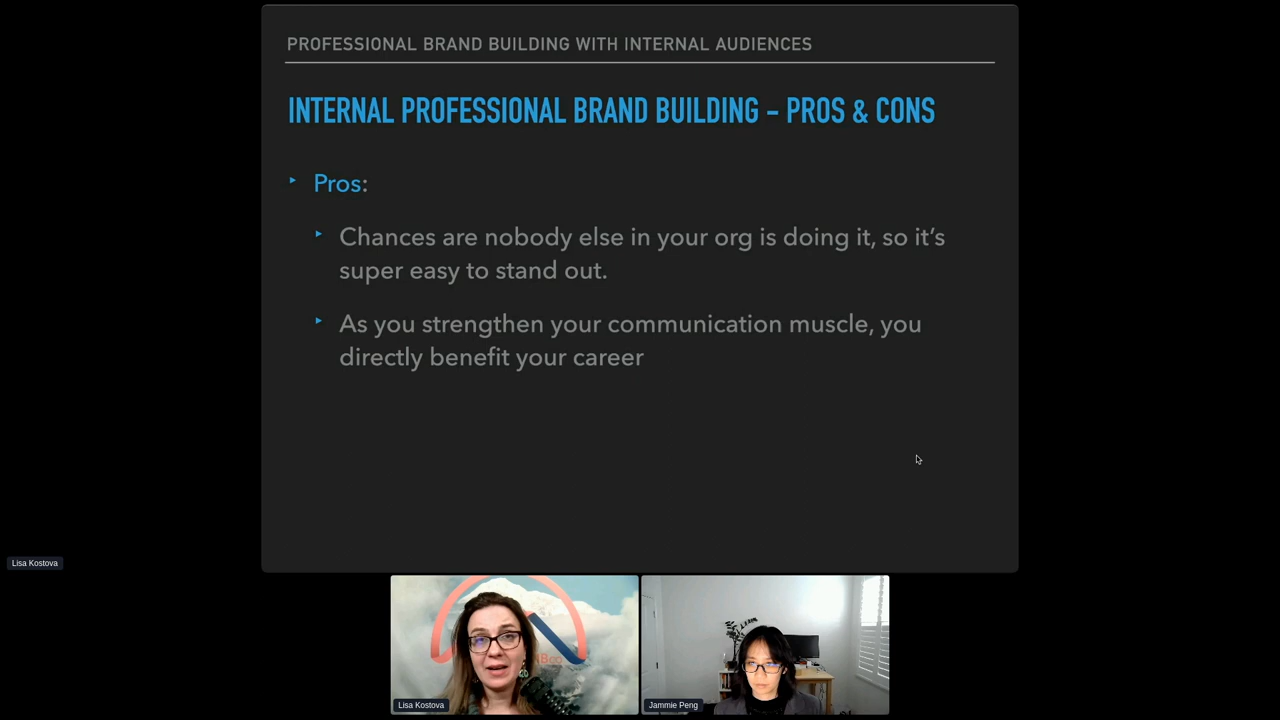 PROFESSIONAL BRAND BUILDING WITH INTERNAL AUDIENCES
INTERNAL PROFESSIONAL BRAND BUILDING – PROS & CONS
Pros:
Chances are nobody else in your org is doing it, so it’s
super easy to stand out.
As you strengthen your communication muscle, you
directly benefit your career
Lisa Kostova
Lisa Kostova
Jammie Peng